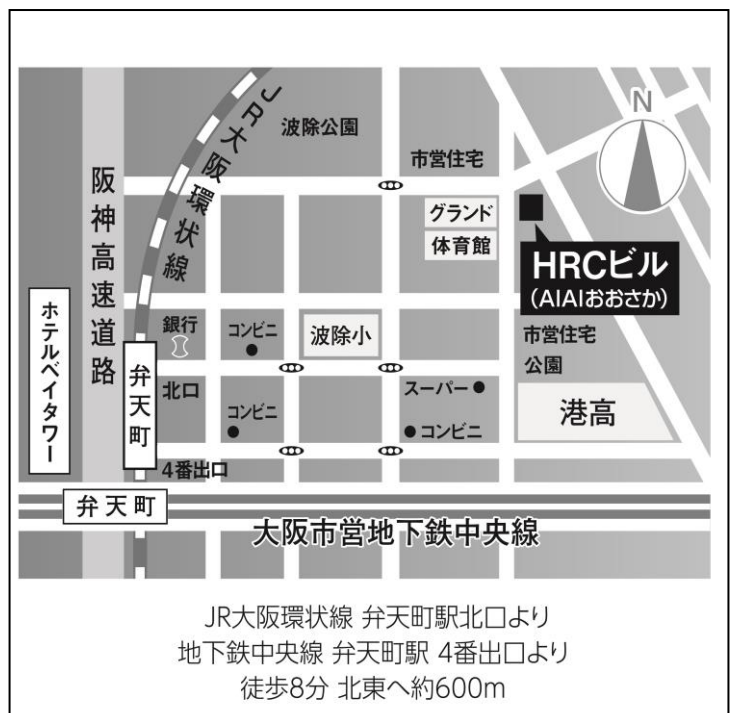 JR大阪環状線
波除公園
市営住宅
N
阪神高速道路
グランド
体育館
HRCビル
(AIAIおおさか)
ホテルベイタワー
銀行
コンビニ
波除小
市営住宅
公園
弁天町
北口
コンビニ
スーパー
コンビニ
港高
4番出口
弁天町
大阪市営地下鉄中央線
JR大阪環状線 弁天町駅北口より
地下鉄中央線 弁天町駅 4番出口より
徒歩8分 北東へ約600m